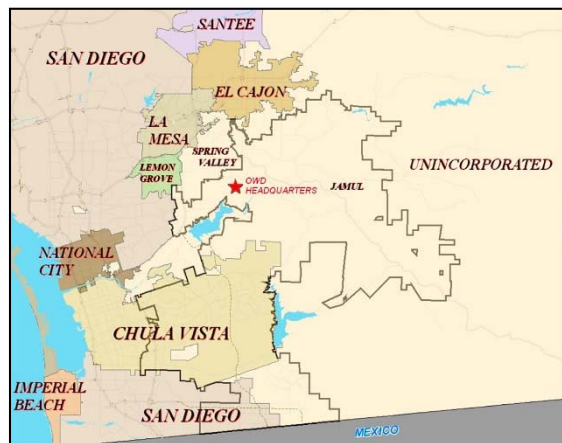 SANTEE
SAN DIEGO
EL CAJON
LA
MESA
SPRING
VALLEY
LEMON
GROVE
UNINCORPORATED
OWD
HEADQUARTERS
JAMUL
NATIONAL
CITY
CHULA VISTA
IMPERIAL
BEACH
SAN DIEGO
MEXICO